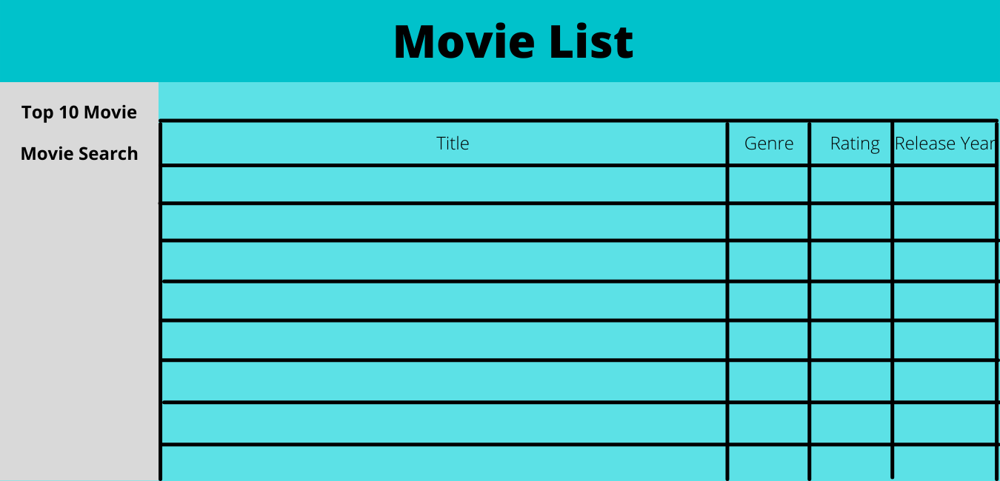 Movie List
Top 10 Movie
Movie Search
Title Genre Rating Release Year